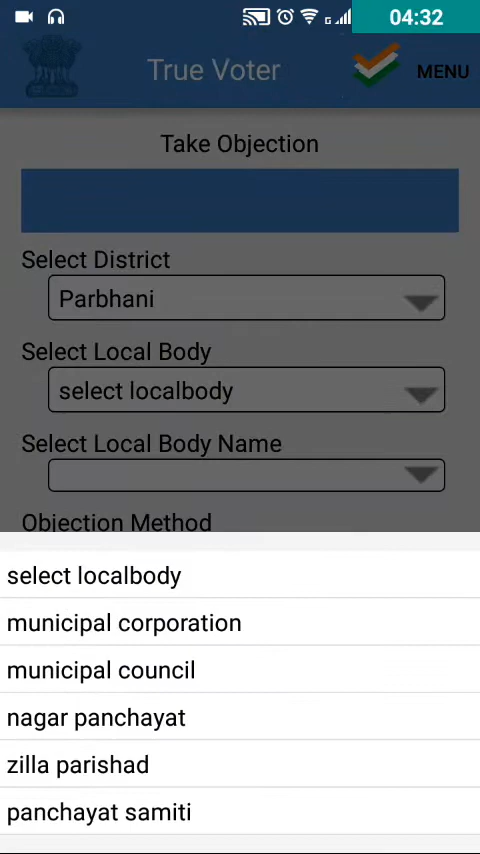 04:32
True Voter
MENU
Take Objection
Select District
Parbhani
Select Local Body
select localbody
Select Local Body Name
Objection Method
select localbody
municipal corporation
municipal council
nagar panchayat
zilla parishad
panchayat samiti